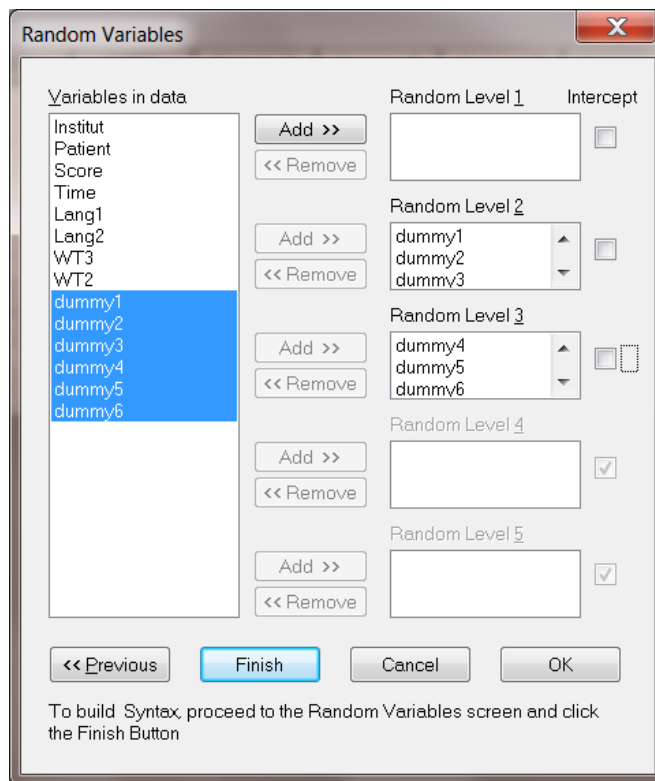 Random Variables
Variables in data
Institut
Patient
Score
Time
Lang1
Lang2
WT3
WT2
dummy1
dummy2
dummy3
dummy4
dummy5
dummy6
Add >>
<< Remove
Add >>
<< Remove
Add >>
<< Remove
Add >>
<< Remove
Add >>
<< Remove
Random Level 1
Intercept
Random Level 2
dummy1
dummy2
dummy3
Random Level 3
dummy4
dummy5
dummy6
Random Level 4
Random Level 5
<< Previous
Finish
Cancel
OK
To build Syntax, proceed to the Random Variables screen and click
the Finish Button